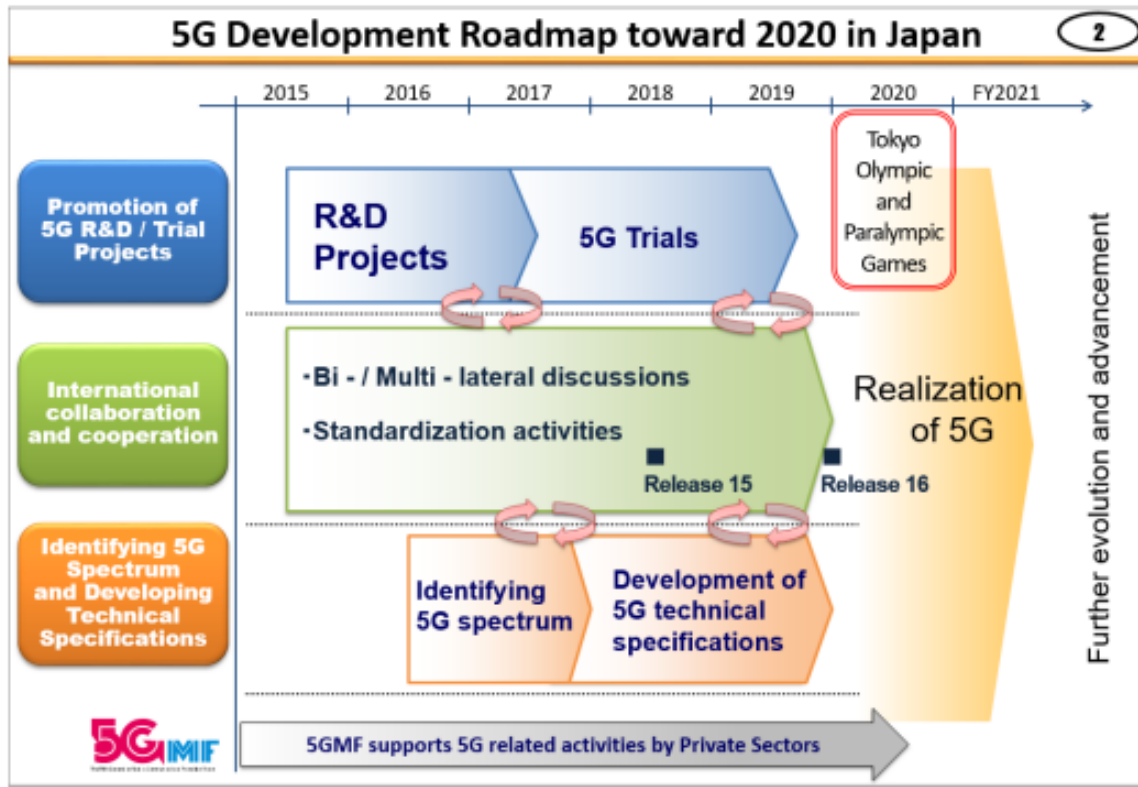 5G Development Roadmap toward 2020 in Japan
2
2015 2016 2017 2018 2019 2020 FY2021
Tokyo
Olympic
and
Paralympic
Games
Promotion of
5G R&D / Trial
Projects
R&D
Projects
5G Trials
International
collaboration
and cooperation
・Bi - / Multi - lateral discussions
・Standardization activities
Release 15
Release 16
Realization
of 5G
Further evolution and advancement
Identifying 5G
Spectrum
and Developing
Technical
Specifications
Identifying
5G spectrum
Development of
5G technical
specifications
5GMF
5GMF supports 5G related activities by Private Sectors